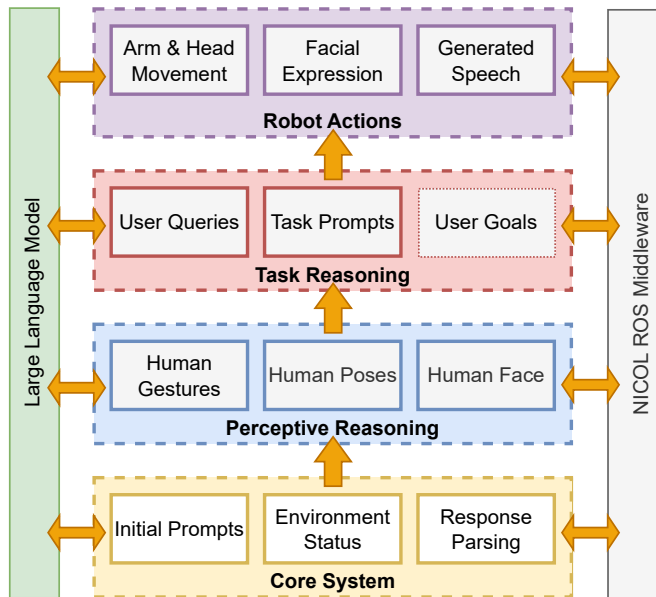 Large Language Model
Arm & Head
Movement
Facial
Expression
Generated
Speech
Robot Actions
User Queries
Task Prompts
User Goals
Task Reasoning
Human
Gestures
Human Poses
Human Face
Perceptive Reasoning
Initial Prompts
Environment
Status
Response
Parsing
Core System
NICOL ROS Middleware